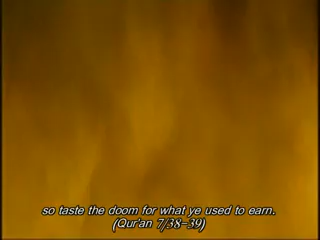 so taste the doom for what ye used to earn.
(Qur'an 7/38-39)